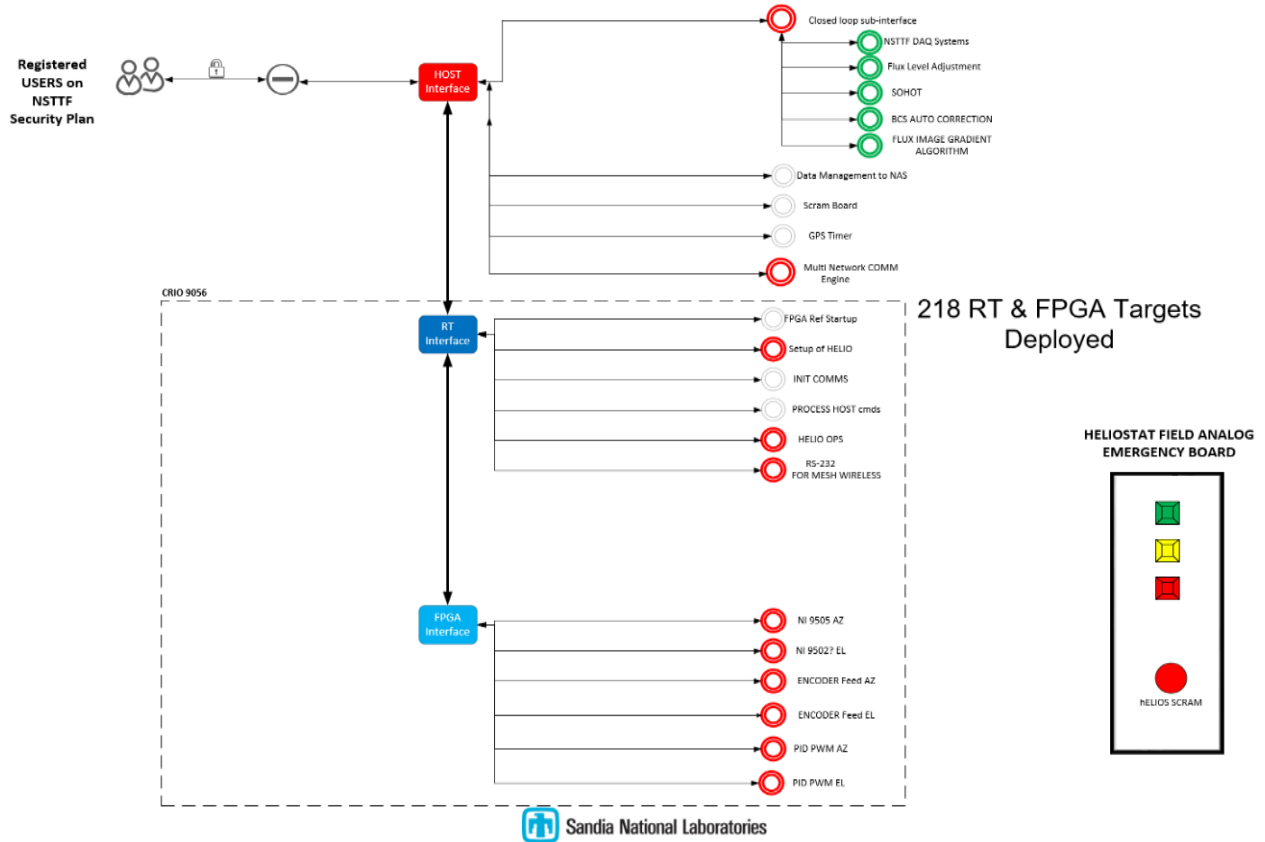 Registered
USERS on
NSTTF
Security Plan
HOST
Interface
Closed loop sub-interface
NSTTF DAQ Systems
Flux Level Adjustment
SOHOT
BCS AUTO CORRECTION
FLUX IMAGE GRADIENT
ALGORITHM
Data Management to NAS
Scram Board
GPS Timer
Multi Network COMM
Engine
CRIO 9056
218 RT & FPGA Targets
Deployed
RT
Interface
FPGA Ref Startup
Setup of HELIO
INIT COMMS
PROCESS HOST cmds
HELIO OPS
RS-232
FOR MESH WIRELESS
HELIOSTAT FIELD ANALOG
EMERGENCY BOARD
hELIOS SCRAM
FPGA
Interface
NI 9505 AZ
NI 9502? EL
ENCODER Feed AZ
ENCODER Feed EL
PID PWM AZ
PID PWM EL
Sandia National Laboratories